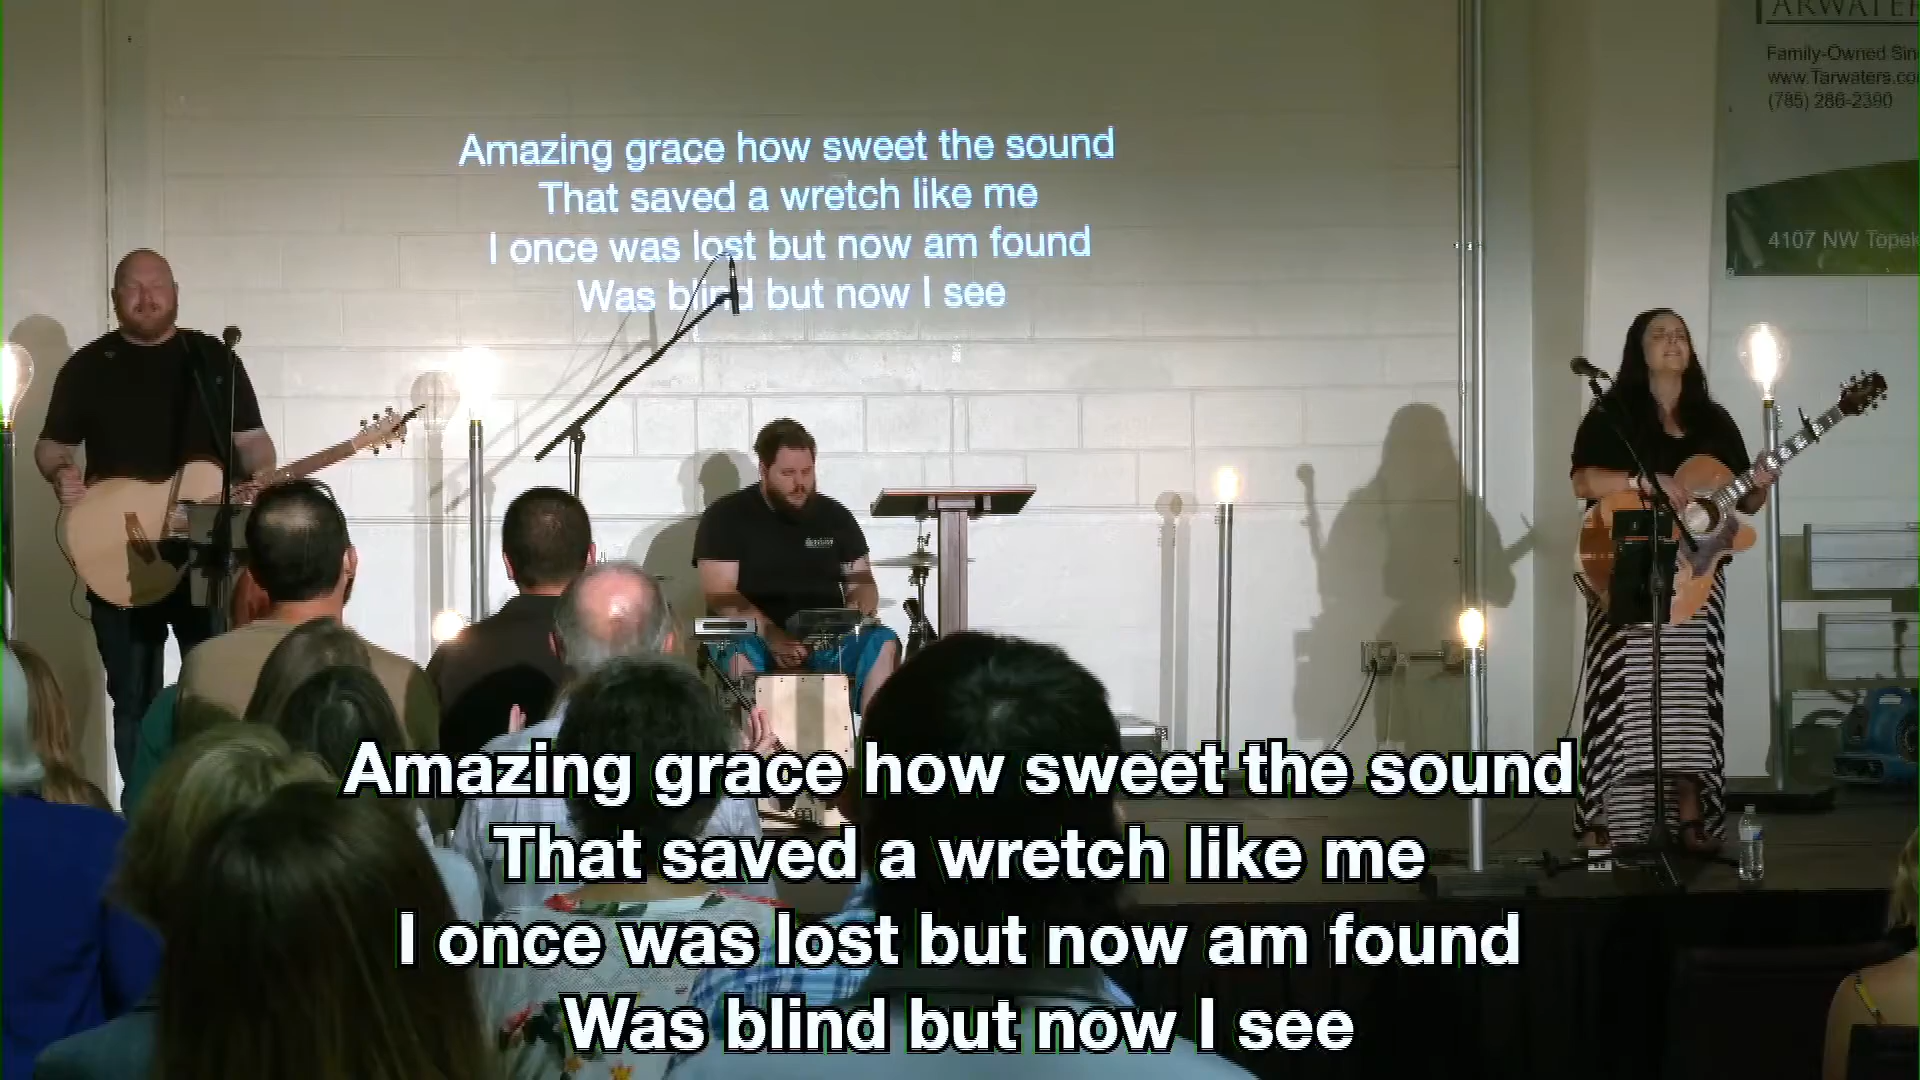 Amazing grace how sweet the sound
That saved a wretch like me
I once was lost but now am found
Was blind but now I see
ARWATER
Family-Owned Sin
www.Tarwaters.co
(785) 286-2390
4107 NW Topek
Amazing grace how sweet the sound
That saved a wretch like me
I once was lost but now am found
Was blind but now I see